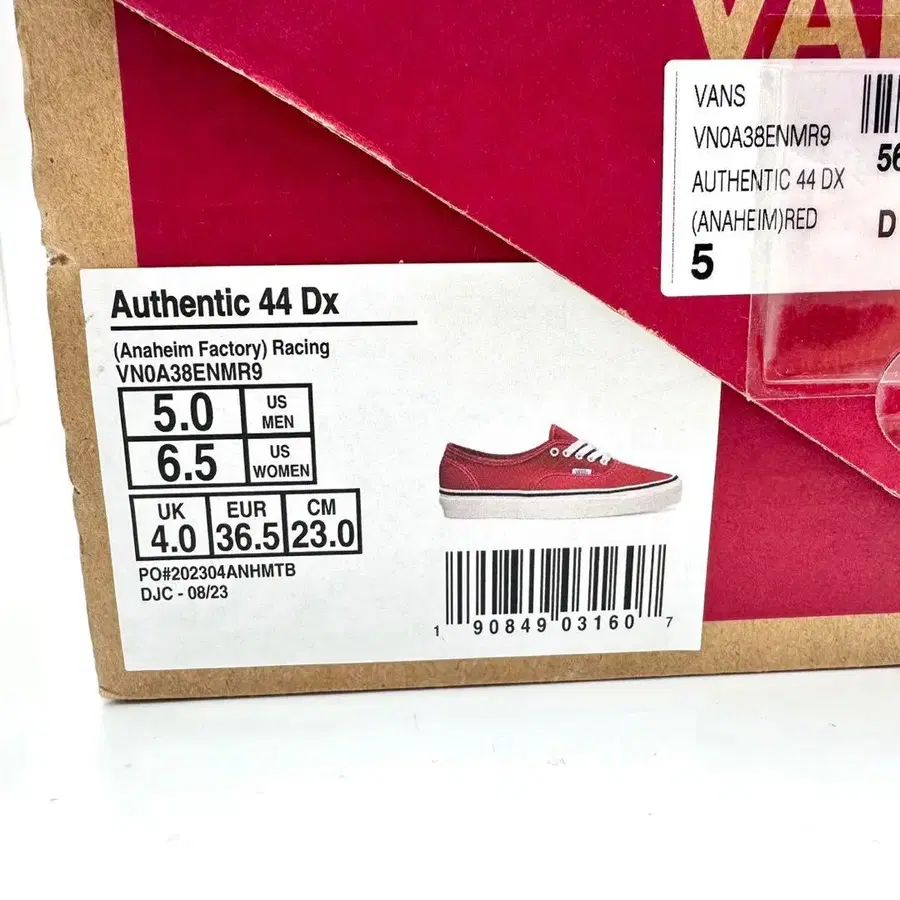 VANS
VN0A38ENMR9
56
AUTHENTIC 44 DX
(ANAHEIM)RED
D
5
Authentic 44 Dx
(Anaheim Factory) Racing
VN0A38ENMR9
5.0 US MEN
6.5 US WOMEN
UK EUR CM
4.0 36.5 23.0
PO#202304ANHMTB
DJC - 08/23
1 90849 03160 7